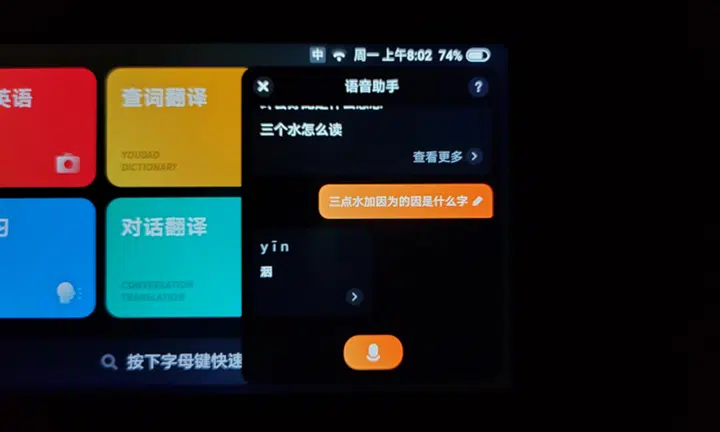 中 周一 上午8:02 74%
英语
查词翻译
YOUDAO
DICTIONARY
习
对话翻译
CONVERSATION
TRANSLATION
按下字母键快速
语音助手 ?
三个水怎么读
查看更多
三点水加因为的因是什么字
yīn
洇